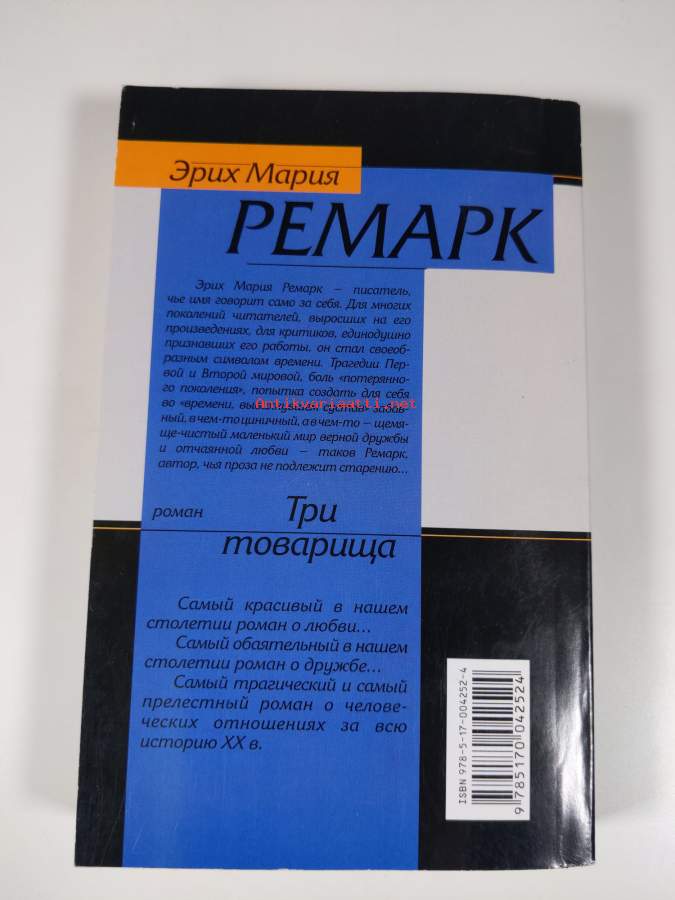 Эрих Мария
РЕМАРК
Эрих Мария Ремарк – писатель,
чье имя говорит само за себя. Для многих
поколений читателей, выросших на его
произведениях, для критиков, единодушно
признавших его работы, он стал своеоб-
разным символом времени. Трагедии Пер-
вой и Второй мировой, боль «потерянно-
го поколения», попытка создать для себя
во «времени, сустав»
Antikvariaatti.net
ный, в чем-то циничный, а в чем-то – щемя-
ще-чистый маленький мир верной дружбы
и отчаянной любви – таков Ремарк,
автор, чья проза не подлежит старению...
роман Три
товарища
Самый красивый в нашем
столетии роман о любви...
Самый обаятельный в нашем
столетии роман о дружбе...
Самый трагический и самый
прелестный роман о челове-
ческих отношениях за всю
историю XX в.
ISBN 978-5-17-004252-4
9 785170 042524